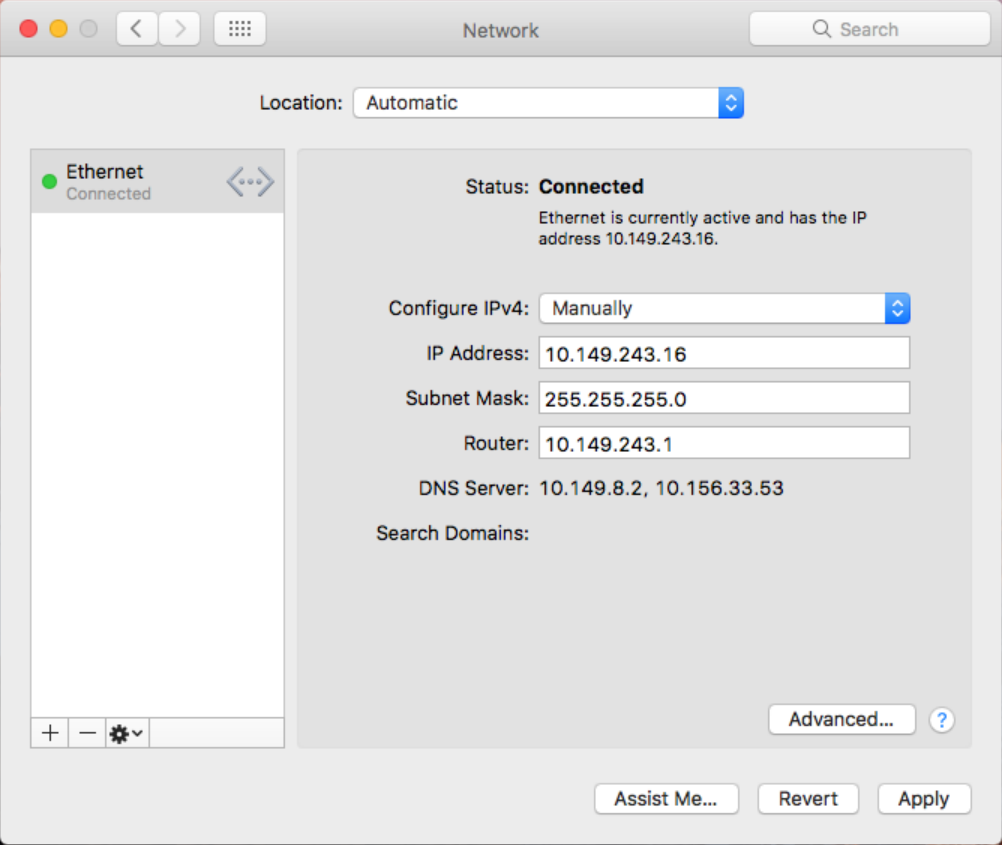 Network
Search
Location: Automatic
Ethernet
Connected
Status: Connected
Ethernet is currently active and has the IP
address 10.149.243.16.
Configure IPv4: Manually
IP Address: 10.149.243.16
Subnet Mask: 255.255.255.0
Router: 10.149.243.1
DNS Server: 10.149.8.2, 10.156.33.53
Search Domains:
Advanced... ?
Assist Me... Revert Apply